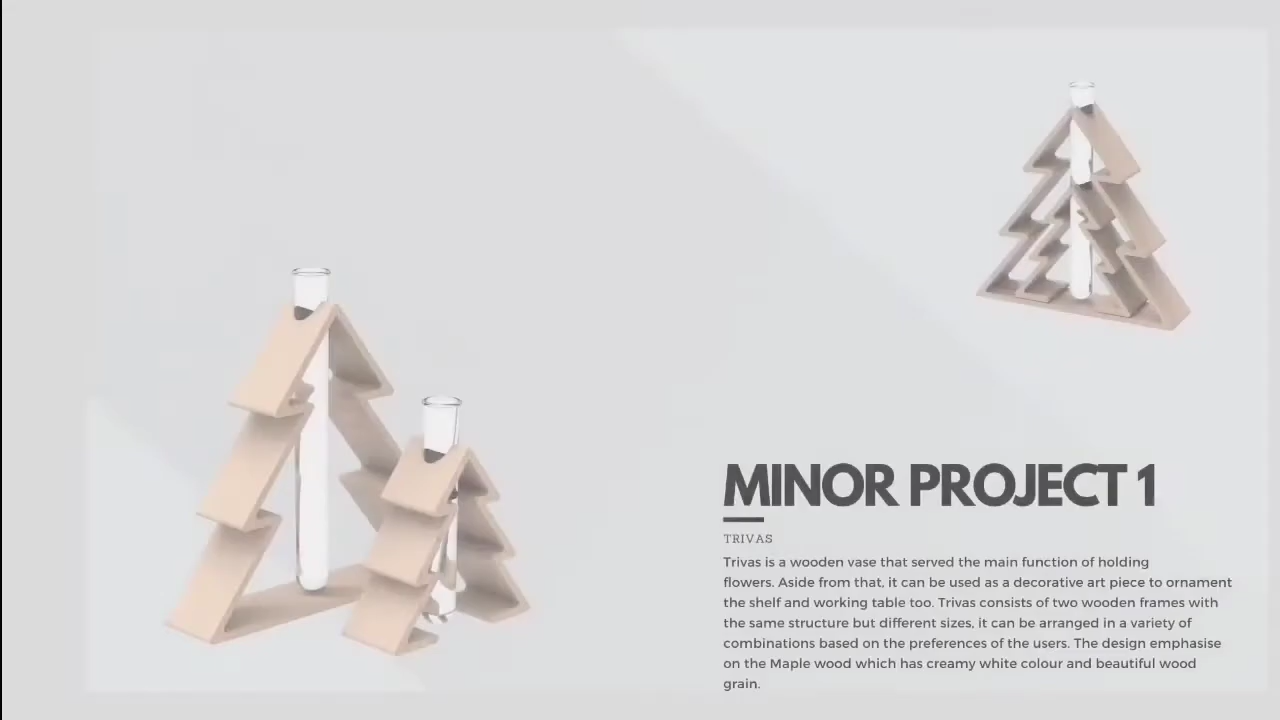 MINOR PROJECT 1
TRIVAS
Trivas is a wooden vase that served the main function of holding
flowers. Aside from that, it can be used as a decorative art piece to ornament
the shelf and working table too. Trivas consists of two wooden frames with
the same structure but different sizes, it can be arranged in a variety of
combinations based on the preferences of the users. The design emphasise
on the Maple wood which has creamy white colour and beautiful wood
grain.